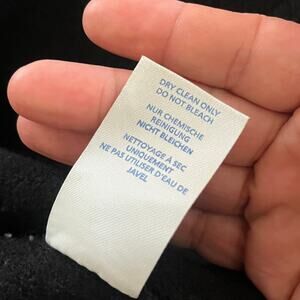 DRY CLEAN ONLY
DO NOT BLEACH
NUR CHEMISCHE
REINIGUNG
NICHT BLEICHEN
NETTOYAGE À SEC
UNIQUEMENT
NE PAS UTILISER D'EAU DE
JAVEL